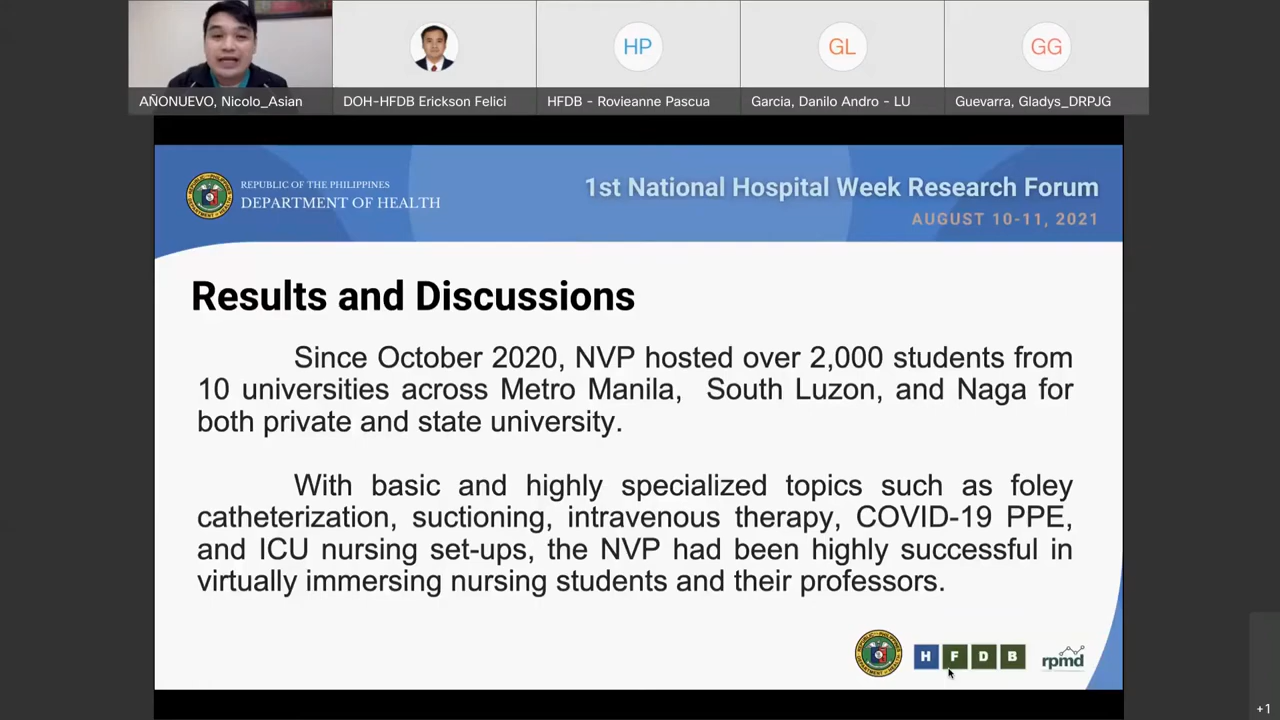 HP
GL
GG
AÑONUEVO, Nicolo_Asian
DOH-HFDB Erickson Felici
HFDB - Rovieanne Pascua
Garcia, Danilo Andro - LU
Guevarra, Gladys_DRPJG
REPUBLIC OF THE PHILIPPINES
DEPARTMENT OF HEALTH
1st National Hospital Week Research Forum
AUGUST 10-11, 2021
Results and Discussions
Since October 2020, NVP hosted over 2,000 students from
10 universities across Metro Manila, South Luzon, and Naga for
both private and state university.
With basic and highly specialized topics such as foley
catheterization, suctioning, intravenous therapy, COVID-19 PPE,
and ICU nursing set-ups, the NVP had been highly successful in
virtually immersing nursing students and their professors.
H F D B
rpmd
+1